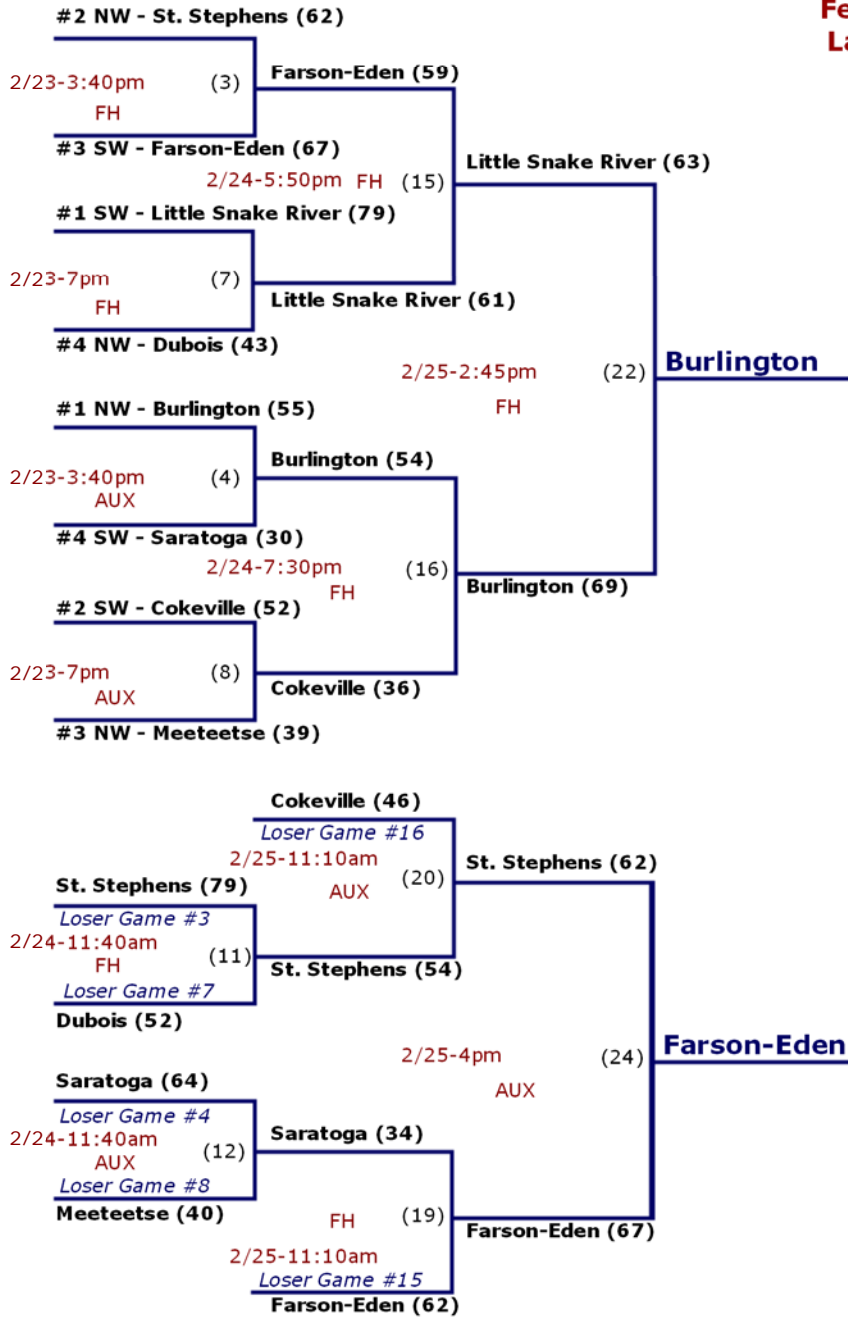 #2 NW - St. Stephens (62)
Fe
La
2/23-3:40pm (3) Farson-Eden (59)
FH
#3 SW - Farson-Eden (67)
2/24-5:50pm FH (15) Little Snake River (63)
#1 SW - Little Snake River (79)
2/23-7pm (7)
FH
Little Snake River (61)
#4 NW - Dubois (43)
2/25-2:45pm (22) Burlington
FH
#1 NW - Burlington (55)
Burlington (54)
2/23-3:40pm (4)
AUX
#4 SW - Saratoga (30)
2/24-7:30pm (16)
FH
Burlington (69)
#2 SW - Cokeville (52)
2/23-7pm (8)
AUX
Cokeville (36)
#3 NW - Meeteetse (39)
Cokeville (46)
Loser Game #16
2/25-11:10am (20) St. Stephens (62)
AUX
St. Stephens (79)
Loser Game #3
2/24-11:40am (11)
FH
St. Stephens (54)
Loser Game #7
Dubois (52)
2/25-4pm (24) Farson-Eden
AUX
Saratoga (64)
Loser Game #4
2/24-11:40am (12) Saratoga (34)
AUX
Loser Game #8
Meeteetse (40)
FH (19)
Farson-Eden (67)
2/25-11:10am
Loser Game #15
Farson-Eden (62)